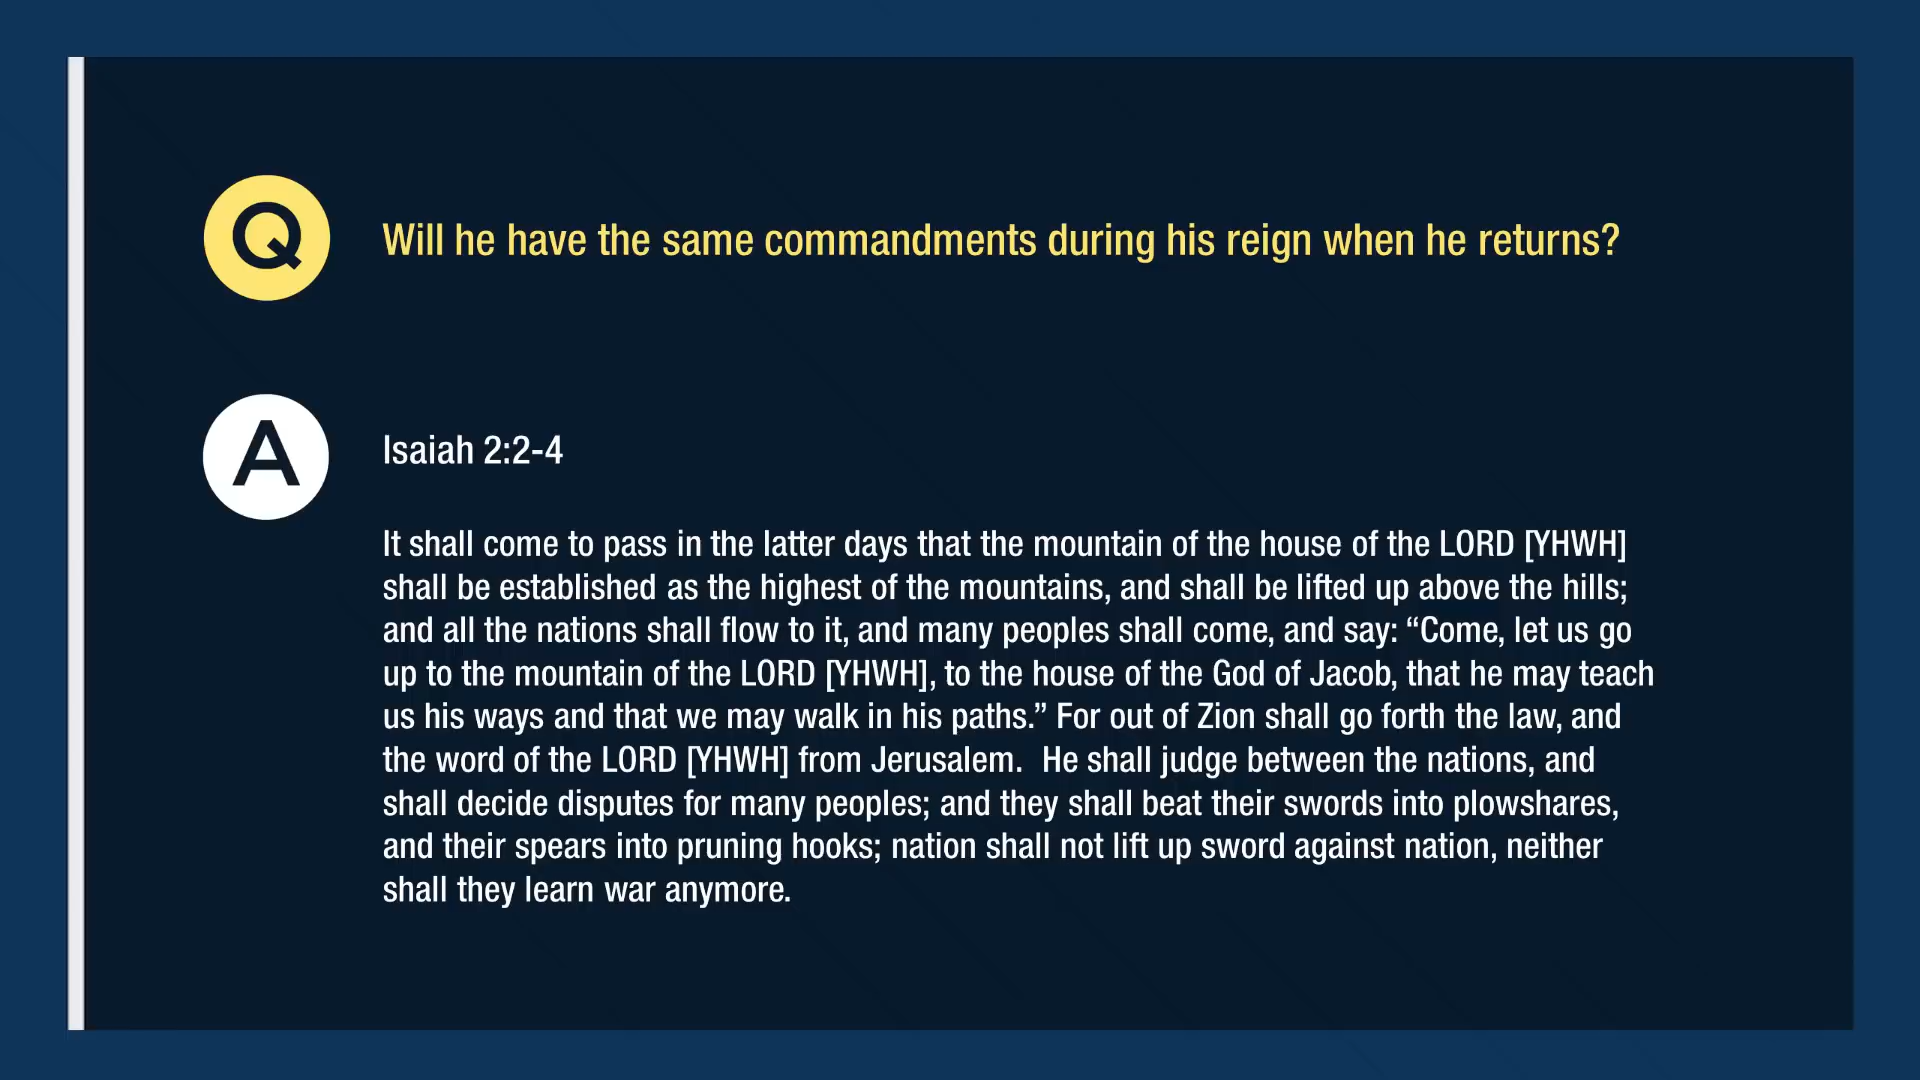 Q
Will he have the same commandments during his reign when he returns?
A
Isaiah 2:2-4
It shall come to pass in the latter days that the mountain of the house of the LORD [YHWH]
shall be established as the highest of the mountains, and shall be lifted up above the hills;
and all the nations shall flow to it, and many peoples shall come, and say: “Come, let us go
up to the mountain of the LORD [YHWH], to the house of the God of Jacob, that he may teach
us his ways and that we may walk in his paths.” For out of Zion shall go forth the law, and
the word of the LORD [YHWH] from Jerusalem.  He shall judge between the nations, and
shall decide disputes for many peoples; and they shall beat their swords into plowshares,
and their spears into pruning hooks; nation shall not lift up sword against nation, neither
shall they learn war anymore.